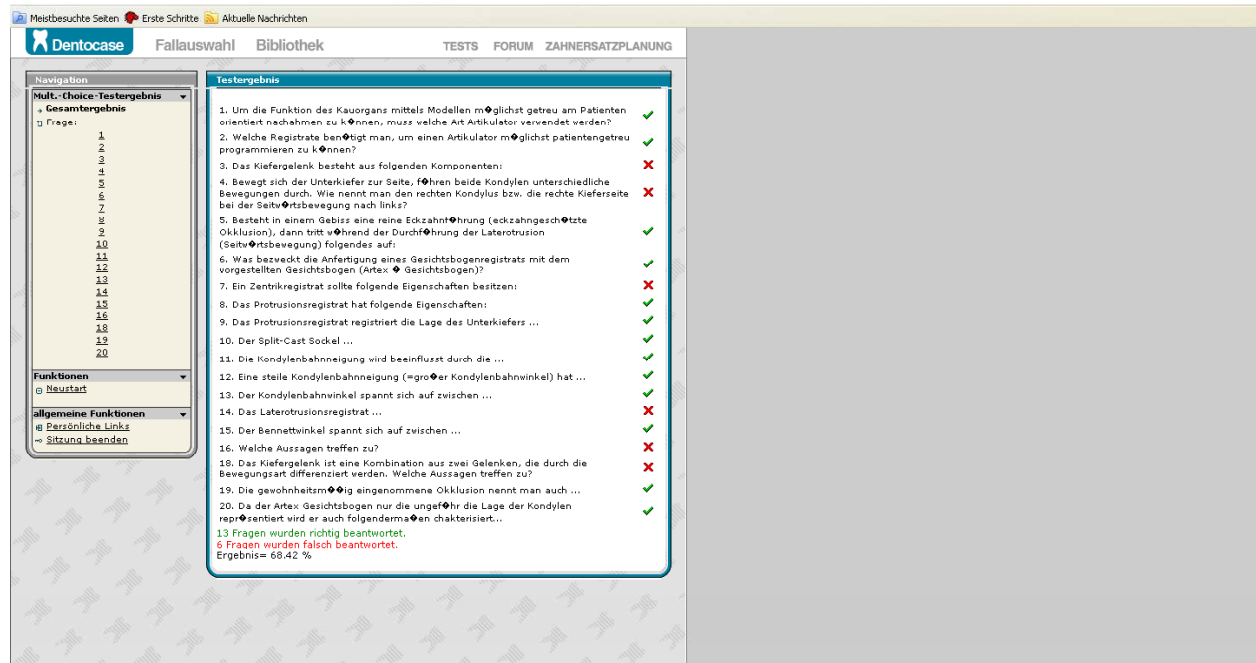 Meistbesuchte Seiten Erste Schritte Aktuelle Nachrichten
Dentocase Fallauswahl Bibliothek TESTS FORUM ZAHNERSATZPLANUNG
Navigation
Mult.-Choice-Testergebnis
Gesamtergebnis
Frage:
1
2
3
4
5
6
7
8
9
10
11
12
13
14
15
16
18
19
20
Funktionen
Neustart
allgemeine Funktionen
Persönliche Links
Sitzung beenden
Testergebnis
1. Um die Funktion des Kauorgans mittels Modellen m�glichst getreu am Patienten
orientiert nachahmen zu k�nnen, muss welche Art Artikulator verwendet werden?
2. Welche Registrate ben�tigt man, um einen Artikulator m�glichst patientengetreu
programmieren zu k�nnen?
3. Das Kiefergelenk besteht aus folgenden Komponenten:
4. Bewegt sich der Unterkiefer zur Seite, f�hren beide Kondylen unterschiedliche
Bewegungen durch. Wie nennt man den rechten Kondylus bzw. die rechte Kieferseite
bei der Seitw�rtsbewegung nach links?
5. Besteht in einem Gebiss eine reine Eckzahnf�hrung (eckzahngesch�tzte
Okklusion), dann tritt w�hrend der Durchf�hrung der Laterotrusion
(Seitw�rtsbewegung) folgendes auf:
6. Was bezweckt die Anfertigung eines Gesichtsbogenregistrats mit dem
vorgestellten Gesichtsbogen (Artex � Gesichtsbogen)?
7. Ein Zentrikregistrat sollte folgende Eigenschaften besitzen:
8. Das Protrusionsregistrat hat folgende Eigenschaften:
9. Das Protrusionsregistrat registriert die Lage des Unterkiefers ...
10. Der Split-Cast Sockel ...
11. Die Kondylenbahnneigung wird beeinflusst durch die ...
12. Eine steile Kondylenbahnneigung (=gro�er Kondylenbahnwinkel) hat ...
13. Der Kondylenbahnwinkel spannt sich auf zwischen ...
14. Das Laterotrusionsregistrat ...
15. Der Bennettwinkel spannt sich auf zwischen ...
16. Welche Aussagen treffen zu?
18. Das Kiefergelenk ist eine Kombination aus zwei Gelenken, die durch die
Bewegungsart differenziert werden. Welche Aussagen treffen zu?
19. Die gewohnheitsm��ig eingenommene Okklusion nennt man auch ...
20. Da der Artex Gesichtsbogen nur die ungef�hr die Lage der Kondylen
repr�sentiert wird er auch folgenderma�en chakterisiert...
13 Fragen wurden richtig beantwortet.
6 Fragen wurden falsch beantwortet.
Ergebnis= 68.42 %